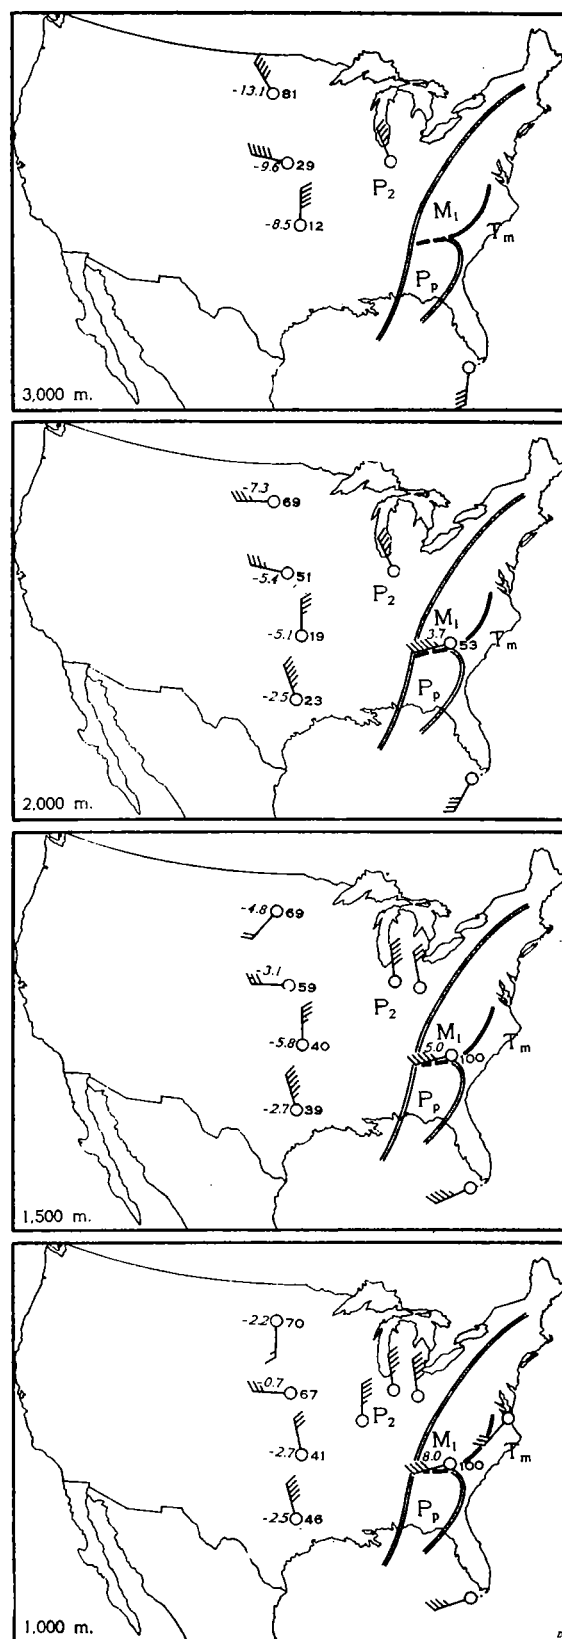 -13.1 81
-9.6 29
P₂
-8.5 12
M₁
Tₘ
Pₚ
3,000 m.
-7.3
69
-5.4 51
P₂
-5.1 19
M₁
3.7 53
Tₘ
-2.5 23
Pₚ
2,000 m.
-4.8 69
-3.1 59
P₂
-5.8 40
M₁
Tₘ
5.0 100
-2.7 39
Pₚ
1,500 m.
-2.2 70
-0.7 67
P₂
-2.7 41
M₁
Tₘ
8.0 100
-2.5 46
Pₚ
1,000 m.